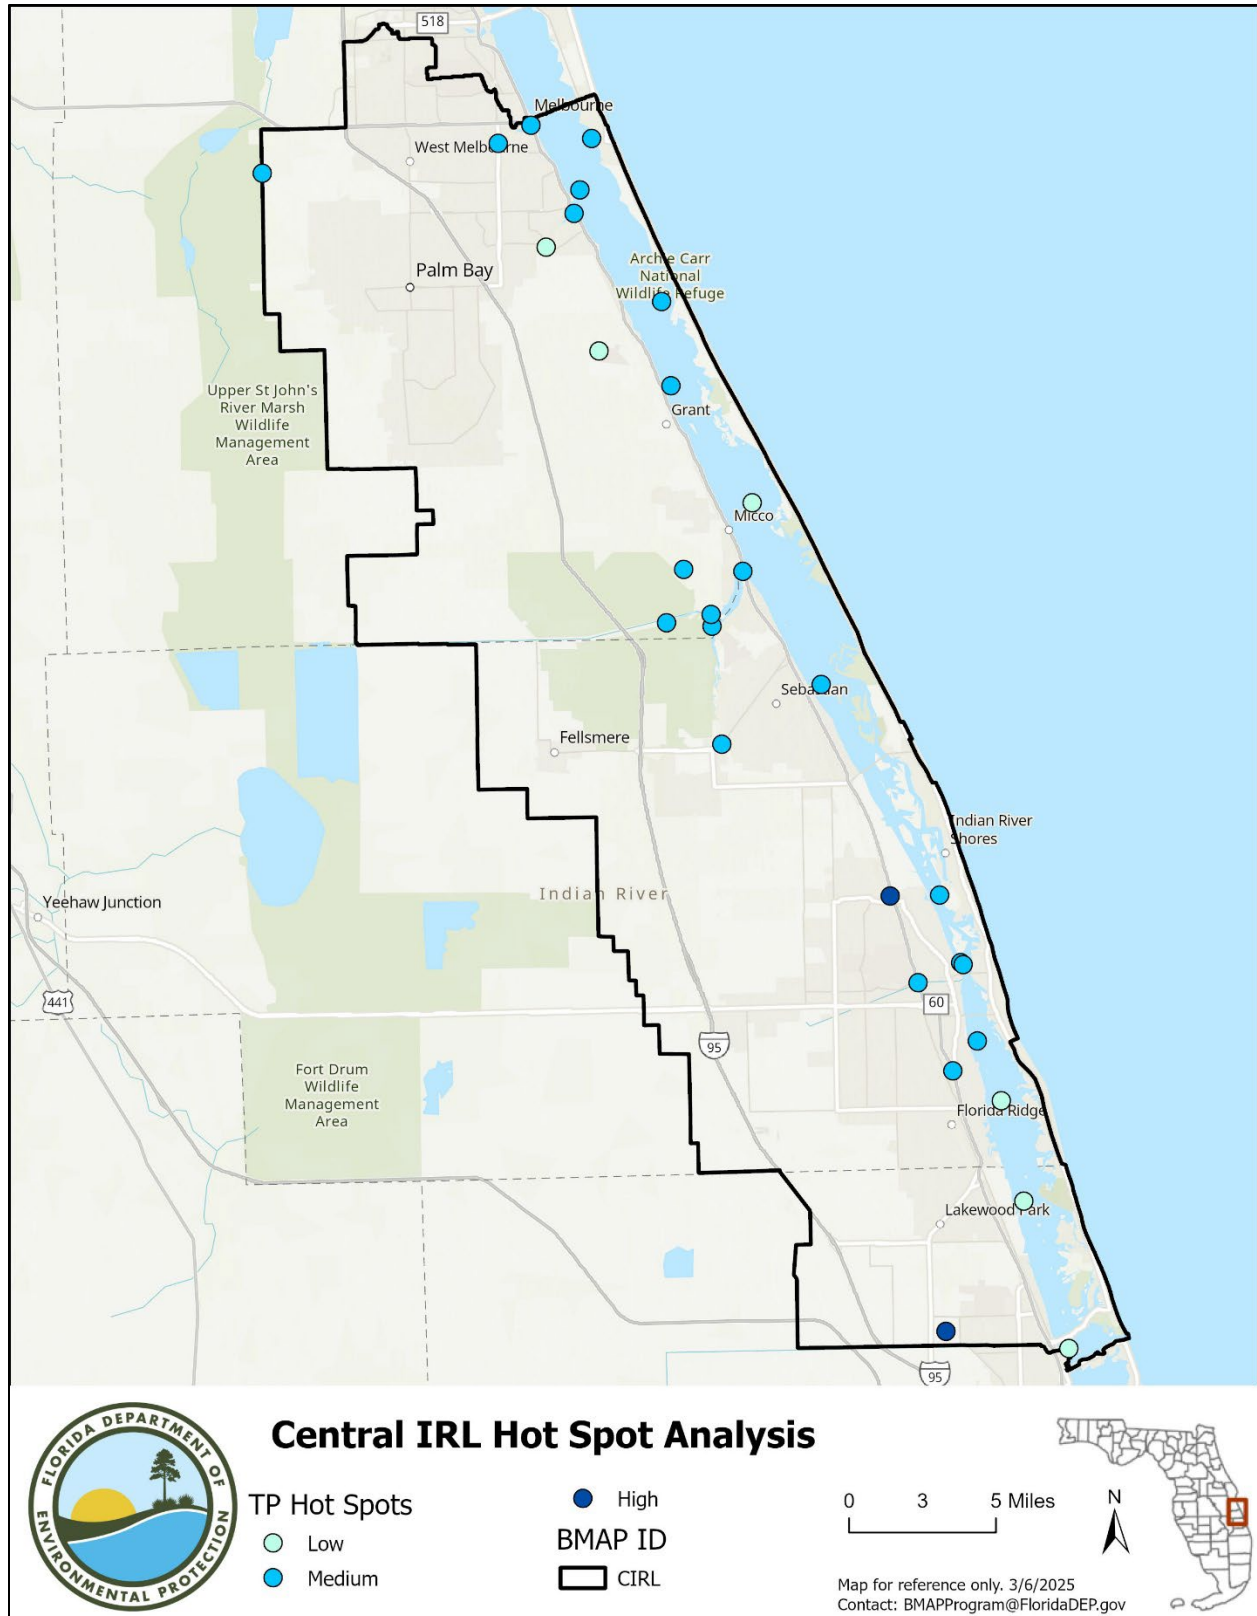 518
Melbourne
West Melbourne
Palm Bay
Archie Carr
National
Wildlife Refuge
Upper St John's
River Marsh
Wildlife
Management
Area
Grant
Micco
Sebastian
Fellsmere
Indian River
Shores
Indian River
Yeehaw Junction
441
60
95
Fort Drum
Wildlife
Management
Area
Florida Ridge
Lakewood Park
95
FLORIDA DEPARTMENT OF
ENVIRONMENTAL PROTECTION
Central IRL Hot Spot Analysis
TP Hot Spots
Low
Medium
High
BMAP ID
CIRL
0 3 5 Miles
N
Map for reference only. 3/6/2025
Contact: BMAPProgram@FloridaDEP.gov